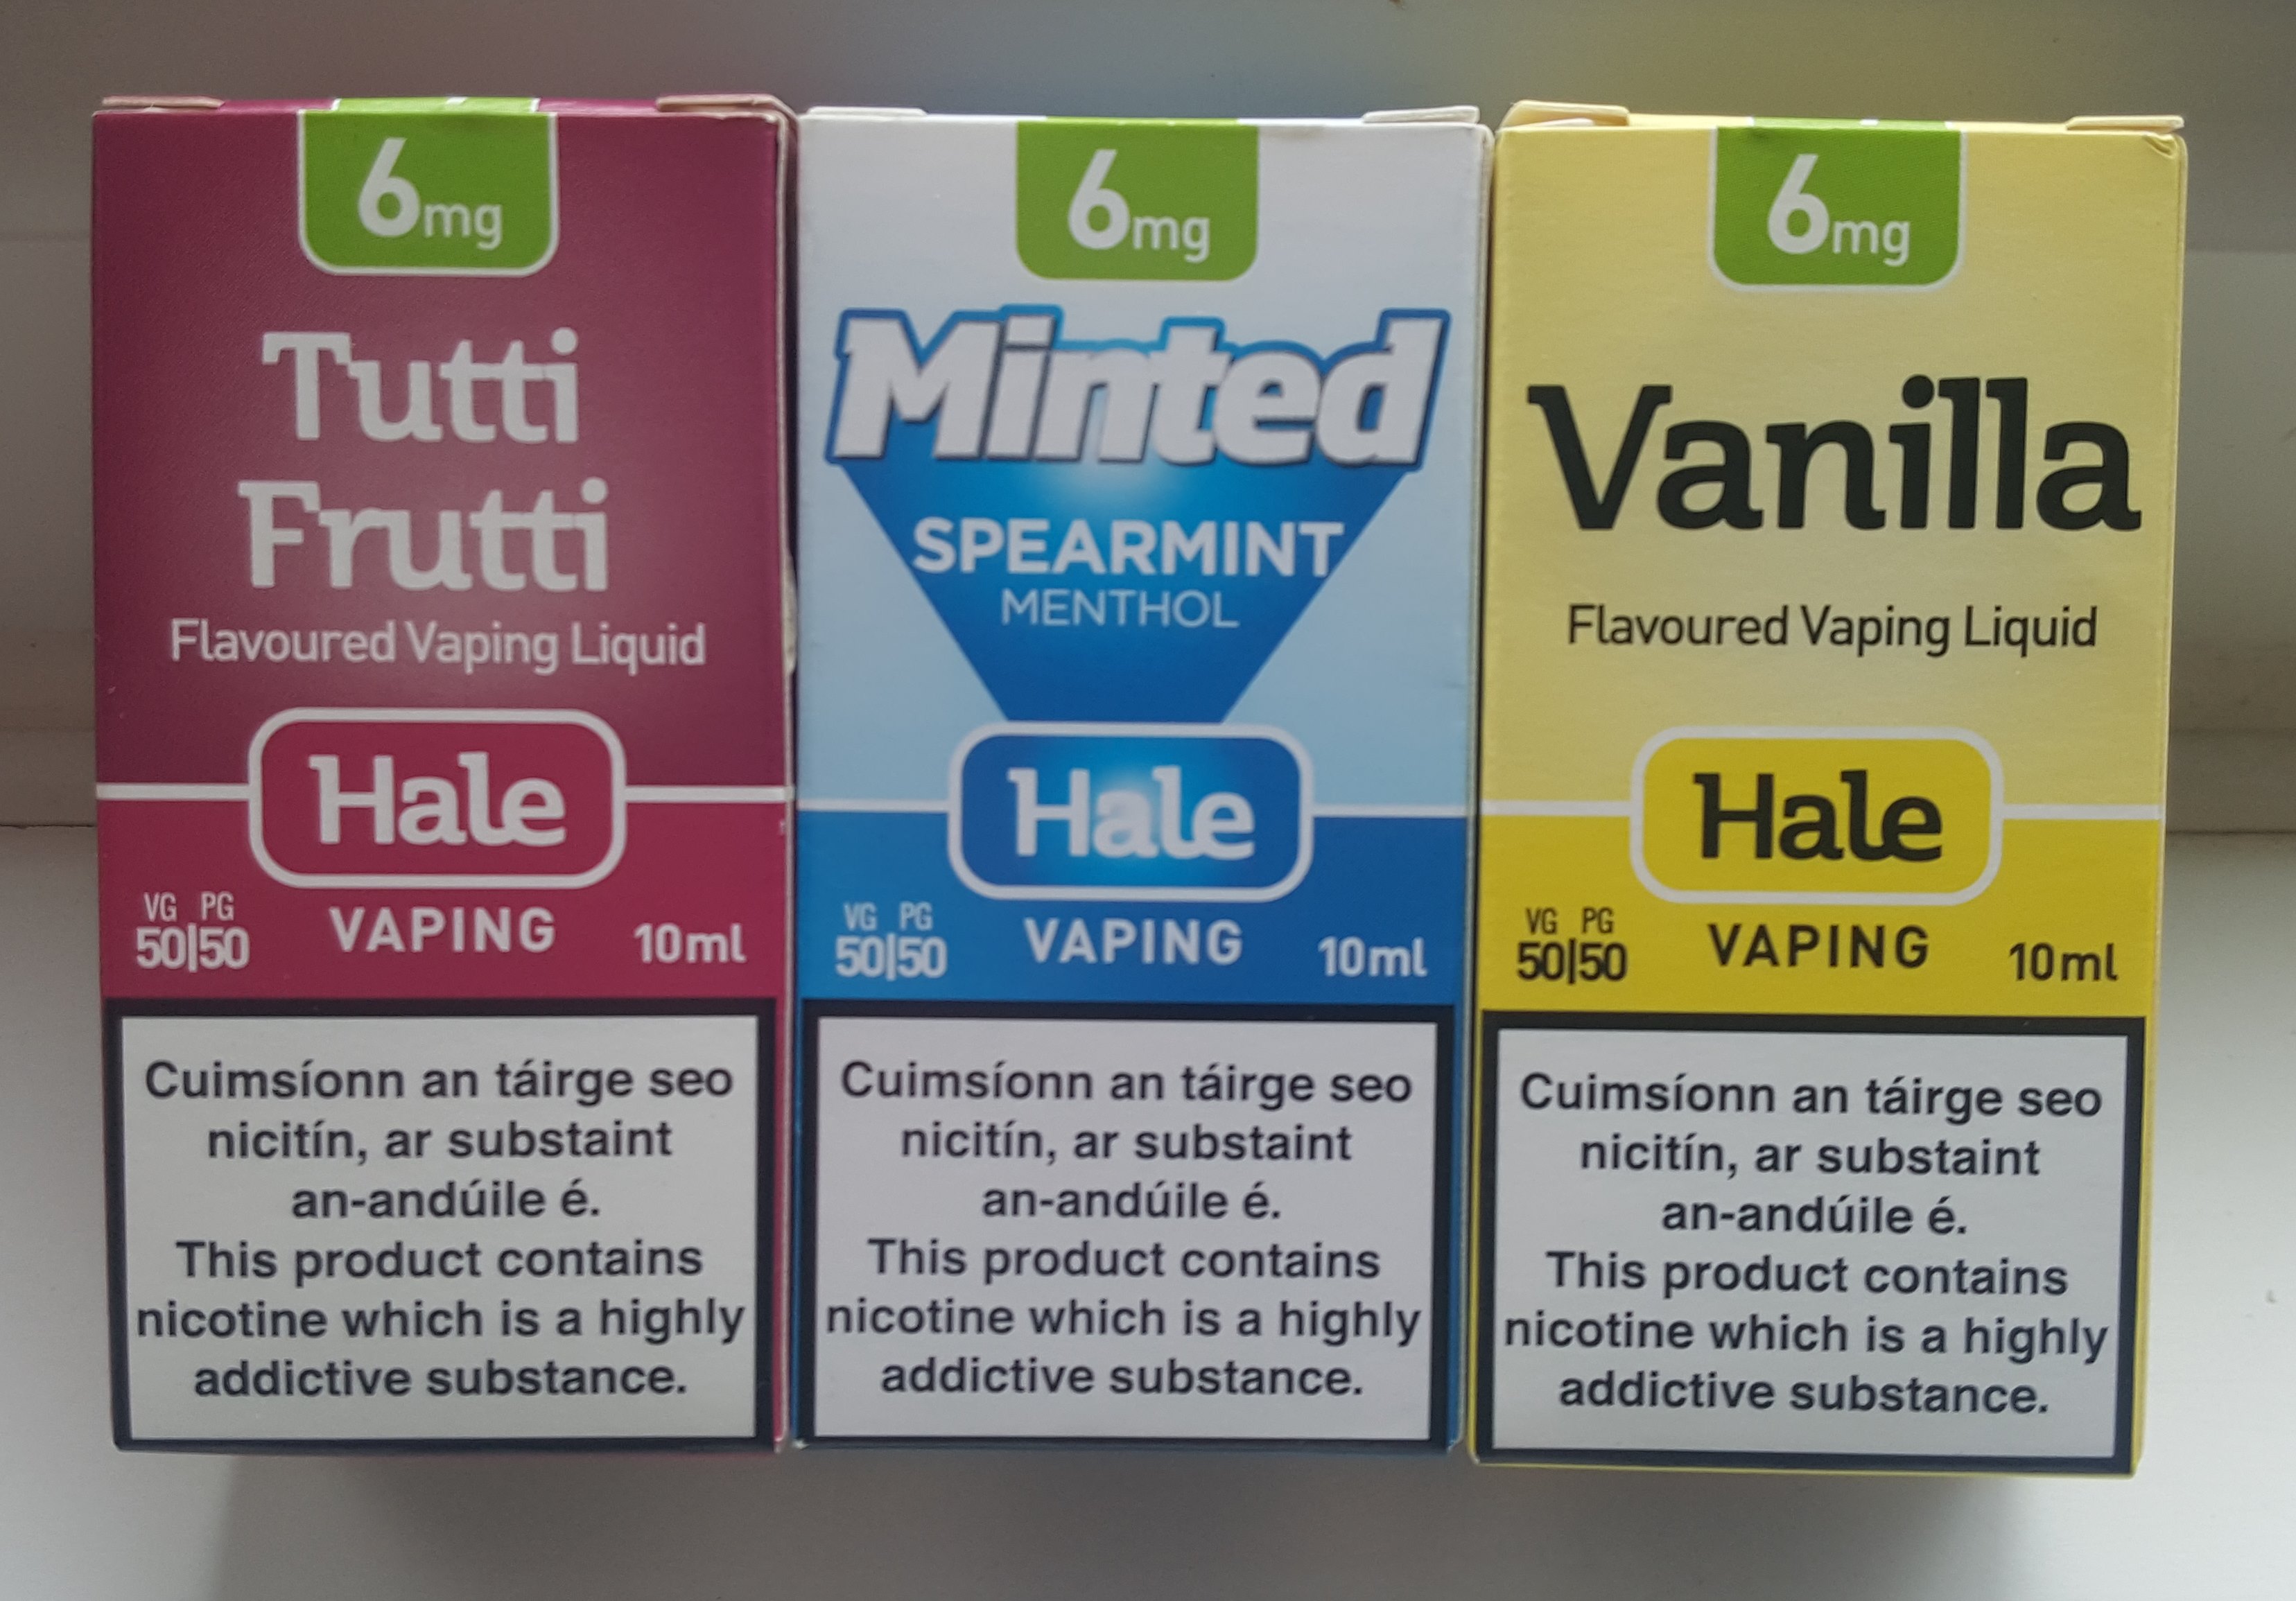 6mg
Tutti
Frutti
Flavoured Vaping Liquid
Hale
VG PG
50|50
VAPING
10ml
Cuimsíonn an táirge seo
nicitín, ar substaint
an-andúile é.
This product contains
nicotine which is a highly
addictive substance.
6mg
Minted
SPEARMINT
MENTHOL
Hale
VG PG
50|50
VAPING
10ml
Cuimsíonn an táirge seo
nicitín, ar substaint
an-andúile é.
This product contains
nicotine which is a highly
addictive substance.
6mg
Vanilla
Flavoured Vaping Liquid
Hale
VG PG
50|50
VAPING
10ml
Cuimsíonn an táirge seo
nicitín, ar substaint
an-andúile é.
This product contains
nicotine which is a highly
addictive substance.